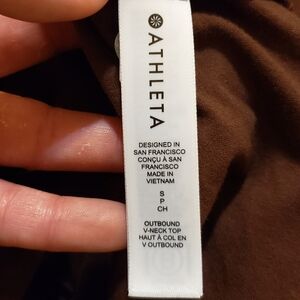 ATHLETA
DESIGNED IN
SAN FRANCISCO
CONÇU À SAN
FRANCISCO
MADE IN
VIETNAM
S
P
CH
OUTBOUND
V-NECK TOP
HAUT À COL EN
V OUTBOUND